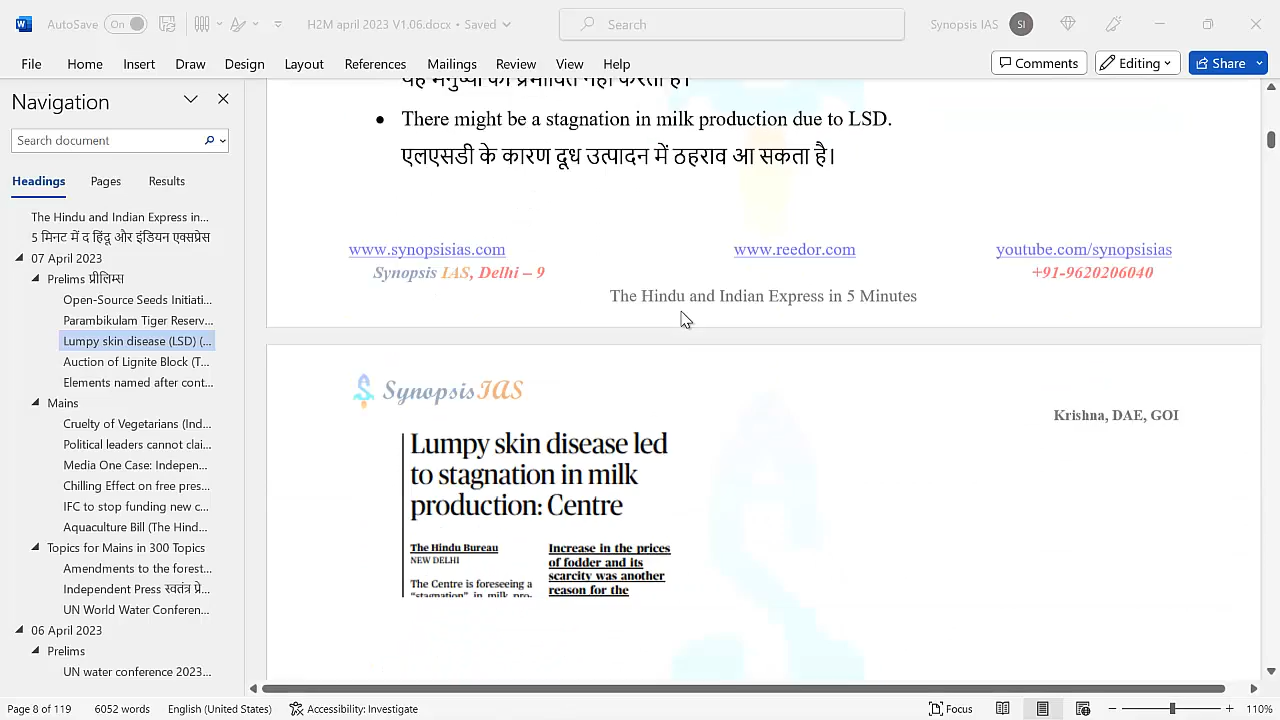 AutoSave
On
H2M april 2023 V1.06.docx • Saved
Search
Synopsis IAS
SI
File
Home
Insert
Draw
Design
Layout
References
Mailings
Review
View
Help
Comments
Editing
Share
Navigation
Search document
Headings
Pages
Results
The Hindu and Indian Express in...
5 मिनट में द हिंदू और इंडियन एक्सप्रेस
07 April 2023
Prelims प्रीलिम्स
Open-Source Seeds Initiati...
Parambikulam Tiger Reserv...
Lumpy skin disease (LSD) (...
Auction of Lignite Block (T...
Elements named after cont...
Mains
Cruelty of Vegetarians (Ind...
Political leaders cannot clai...
Media One Case: Indepen...
Chilling Effect on free pres...
IFC to stop funding new c...
Aquaculture Bill (The Hind...
Topics for Mains in 300 Topics
Amendments to the forest...
Independent Press स्वतंत्र प्रे...
UN World Water Conferen...
06 April 2023
Prelims
UN water conference 2023...
यह मनुष्यों को प्रभावित नहीं करता है।
• There might be a stagnation in milk production due to LSD.
एलएसडी के कारण दूध उत्पादन में ठहराव आ सकता है।
www.synopsisias.com
www.reedor.com
youtube.com/synopsisias
Synopsis IAS, Delhi – 9
+91-9620206040
The Hindu and Indian Express in 5 Minutes
SynopsisIAS
Krishna, DAE, GOI
Lumpy skin disease led
to stagnation in milk
production: Centre
The Hindu Bureau
NEW DELHI
The Centre is foreseeing a
"stagnation" in milk pro-
Increase in the prices
of fodder and its
scarcity was another
reason for the
Page 8 of 119
6052 words
English (United States)
Accessibility: Investigate
Focus
110%